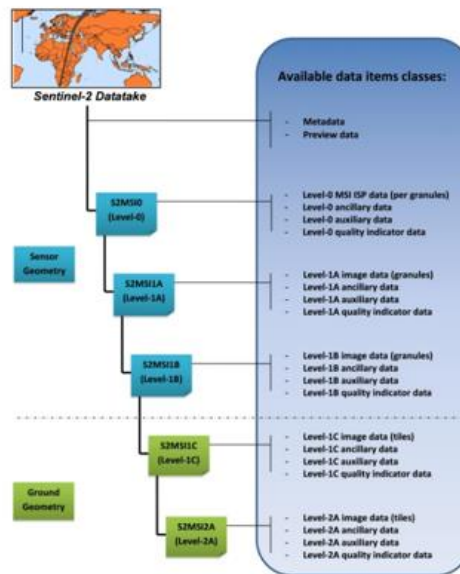 Sentinel-2 Datatake
Available data items classes:
- Metadata
- Preview data
S2MSI0
(Level-0)
- Level-0 MSI ISP data (per granules)
- Level-0 ancillary data
- Level-0 auxiliary data
- Level-0 quality indicator data
Sensor
Geometry
S2MSI1A
(Level-1A)
- Level-1A image data (granules)
- Level-1A ancillary data
- Level-1A auxiliary data
- Level-1A quality indicator data
S2MSI1B
(Level-1B)
- Level-1B image data (granules)
- Level-1B ancillary data
- Level-1B auxiliary data
- Level-1B quality indicator data
S2MSI1C
(Level-1C)
- Level-1C image data (tiles)
- Level-1C ancillary data
- Level-1C auxiliary data
- Level-1C quality indicator data
Ground
Geometry
S2MSI2A
(Level-2A)
- Level-2A image data (tiles)
- Level-2A ancillary data
- Level-2A auxiliary data
- Level-2A quality indicator data